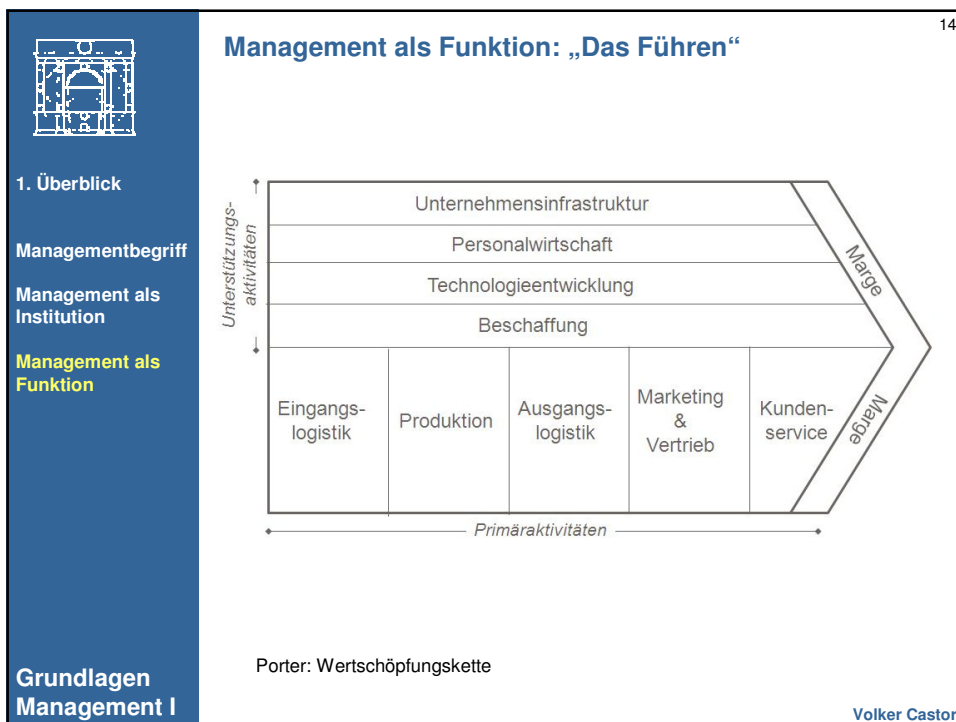 14
Management als Funktion: „Das Führen“
1. Überblick
Managementbegriff
Management als
Institution
Management als
Funktion
Unterstützungs-
aktivitäten
Unternehmensinfrastruktur
Personalwirtschaft
Technologieentwicklung
Beschaffung
Marge
Eingangs-
logistik
Produktion
Ausgangs-
logistik
Marketing
&
Vertrieb
Kunden-
service
Marge
Primäraktivitäten
Porter: Wertschöpfungskette
Grundlagen
Management I
Volker Castor